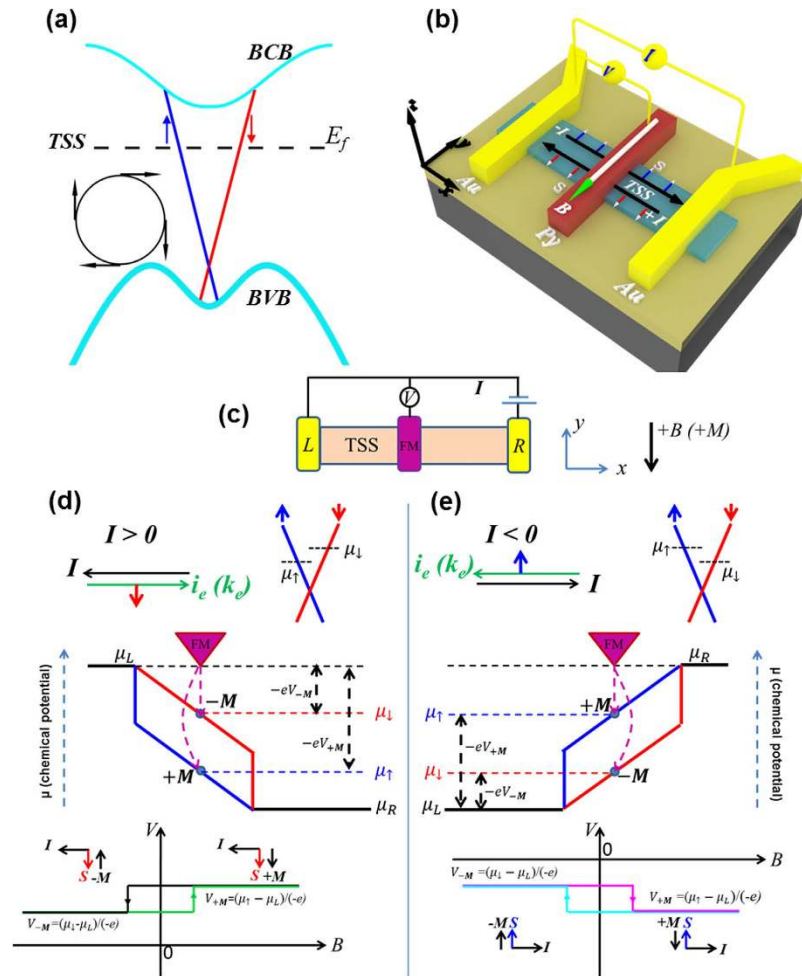 (a)
BCB
TSS
E_f
BVB
(b)
I
V
z
y
x
-I
S
TSS
S
B
+I
Au
Py
Au
(c)
I
V
L
TSS
FM
R
y
x
+B (+M)
(d)
I > 0
I
i_e (k_e)
μ↑
μ↓
FM
μ_L
−M
−eV_{−M}
−eV_{+M}
μ↓
+M
μ↑
μ_R
μ (chemical potential)
V
I
S -M
I
S +M
V_{−M}=(μ↓-μ_L)/(-e)
V_{+M}=(μ↑ − μ_L)/(-e)
0
B
(e)
I < 0
i_e (k_e)
I
μ↑
μ↓
FM
μ_R
μ↑
+M
−eV_{+M}
μ↓
−M
−eV_{−M}
μ_L
μ (chemical potential)
V
0
B
V_{−M} =(μ↓ − μ_L)/(-e)
V_{+M}=(μ↑ − μ_L)/(-e)
-M S
I
+M S
I